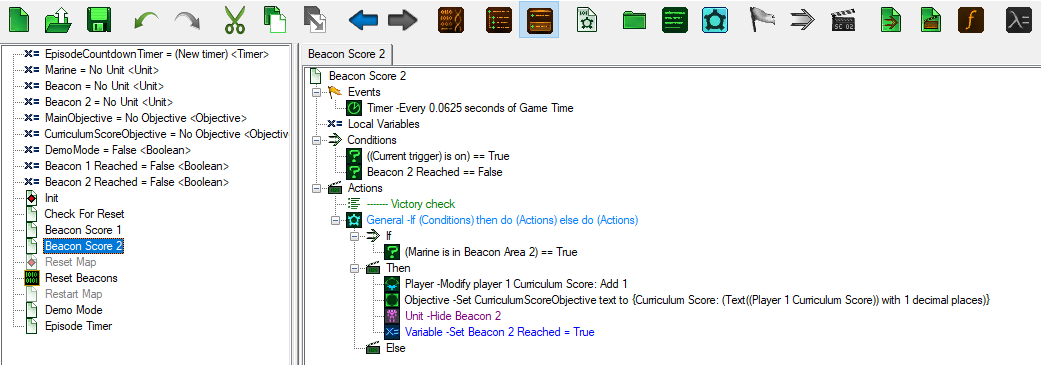 SC 02
EpisodeCountdownTimer = (New timer) <Timer>
Marine = No Unit <Unit>
Beacon = No Unit <Unit>
Beacon 2 = No Unit <Unit>
MainObjective = No Objective <Objective>
CurriculumScoreObjective = No Objective <Objectiv
DemoMode = False <Boolean>
Beacon 1 Reached = False <Boolean>
Beacon 2 Reached = False <Boolean>
Init
Check For Reset
Beacon Score 1
Beacon Score 2
Reset Map
Reset Beacons
Restart Map
Demo Mode
Episode Timer
Beacon Score 2
Beacon Score 2
Events
Timer -Every 0.0625 seconds of Game Time
Local Variables
Conditions
((Current trigger) is on) == True
Beacon 2 Reached == False
Actions
------- Victory check
General -If (Conditions) then do (Actions) else do (Actions)
If
(Marine is in Beacon Area 2) == True
Then
Player -Modify player 1 Curriculum Score: Add 1
Objective -Set CurriculumScoreObjective text to {Curriculum Score: (Text((Player 1 Curriculum Score)) with 1 decimal places)}
Unit -Hide Beacon 2
Variable -Set Beacon 2 Reached = True
Else